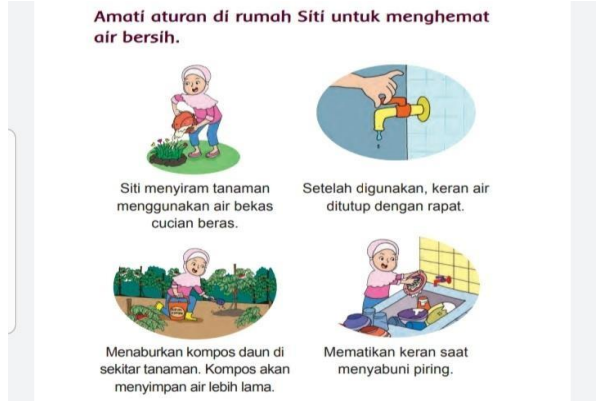 Amati aturan di rumah Siti untuk menghemat
air bersih.
Siti menyiram tanaman
menggunakan air bekas
cucian beras.
Setelah digunakan, keran air
ditutup dengan rapat.
Menaburkan kompos daun di
sekitar tanaman. Kompos akan
menyimpan air lebih lama.
Mematikan keran saat
menyabuni piring.